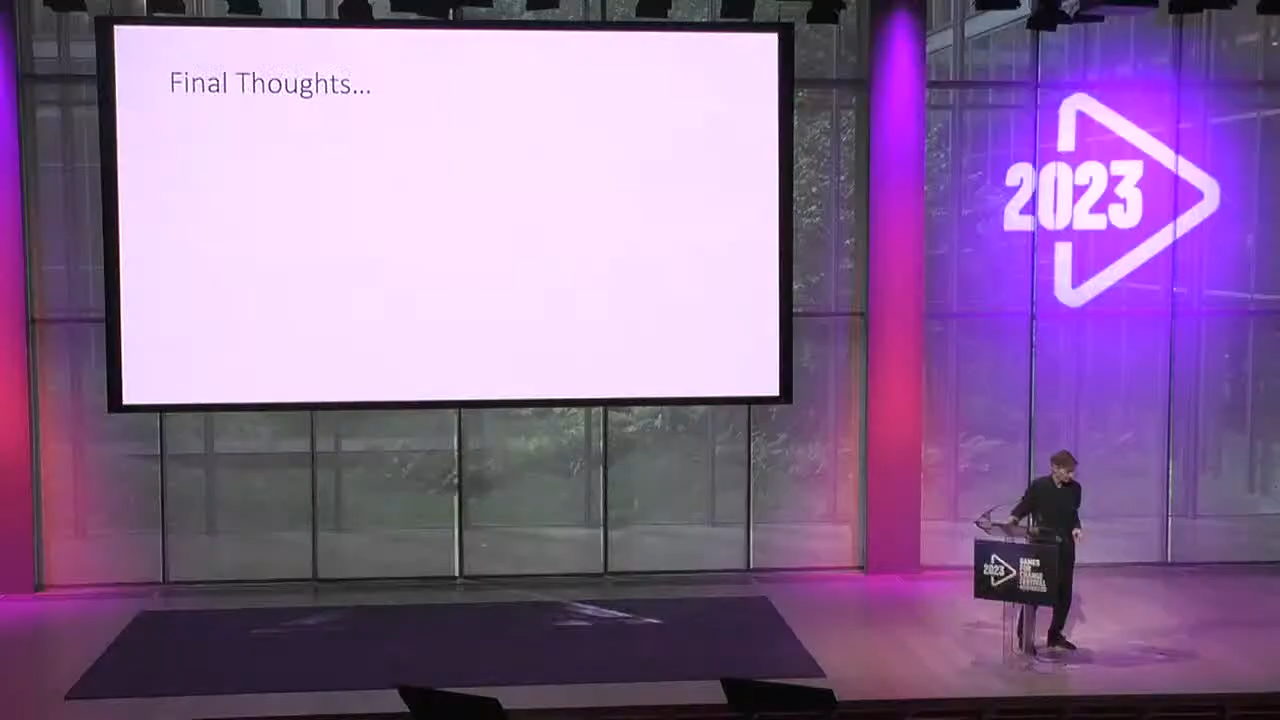 Final Thoughts...
2023
2023
GAMES
FOR
CHANGE
FESTIVAL